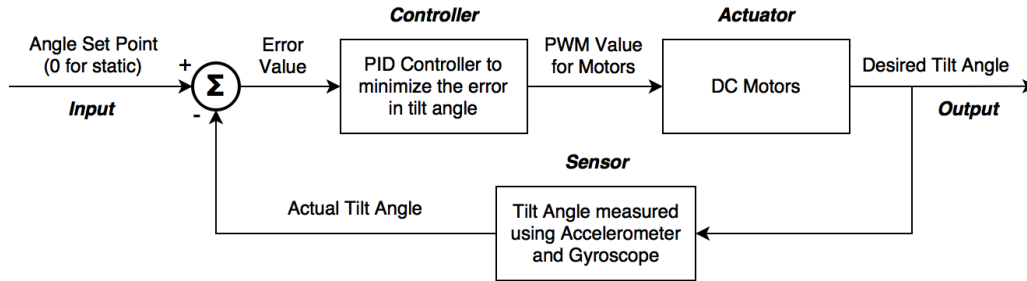 Controller
Actuator
Angle Set Point
(0 for static)
Input
+
Σ
-
Error
Value
PID Controller to
minimize the error
in tilt angle
PWM Value
for Motors
DC Motors
Desired Tilt Angle
Output
Sensor
Actual Tilt Angle
Tilt Angle measured
using Accelerometer
and Gyroscope